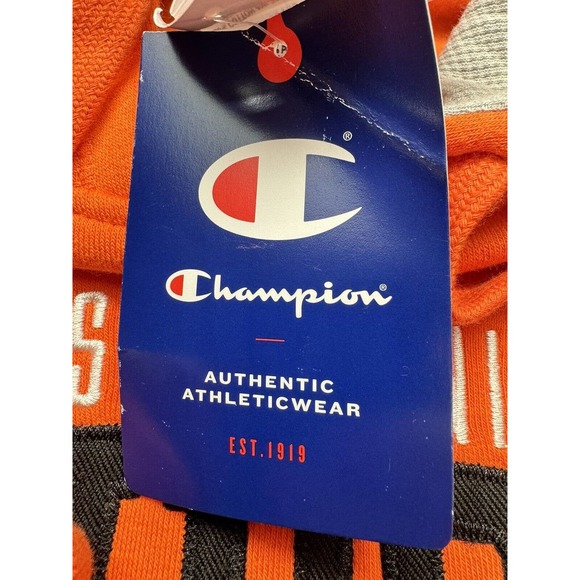 C®
Champion®
AUTHENTIC
ATHLETICWEAR
EST.1919
S